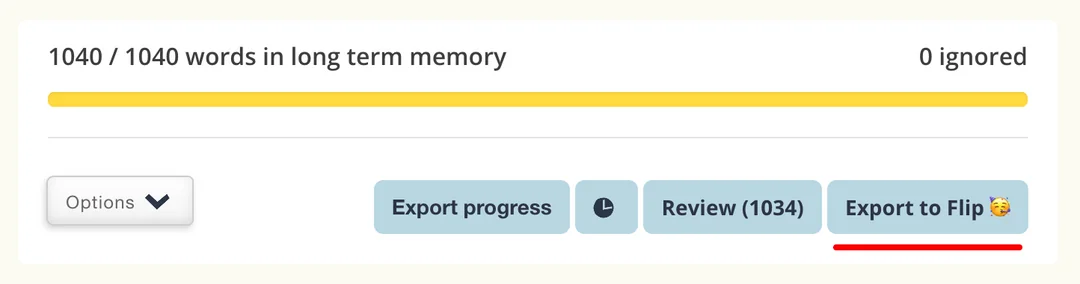 1040 / 1040 words in long term memory 0 ignored
Options Export progress Review (1034) Export to Flip 🥳